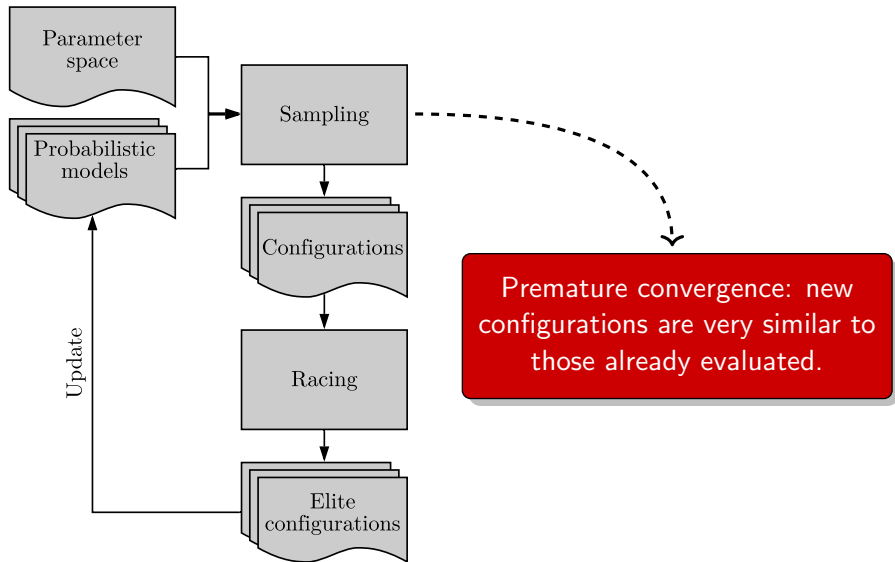 Parameter
space
Probabilistic
models
Sampling
Configurations
Racing
Elite
configurations
Update
Premature convergence: new
configurations are very similar to
those already evaluated.